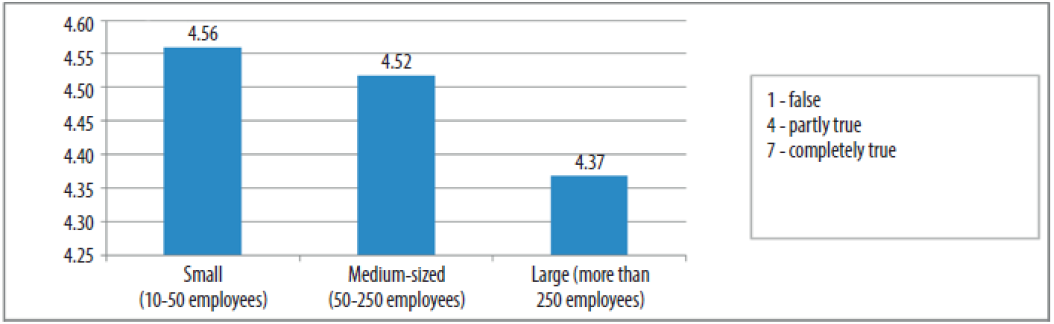 4.60
4.55
4.50
4.45
4.40
4.35
4.30
4.25
4.56
4.52
4.37
Small
(10-50 employees)
Medium-sized
(50-250 employees)
Large (more than
250 employees)
1 - false
4 - partly true
7 - completely true